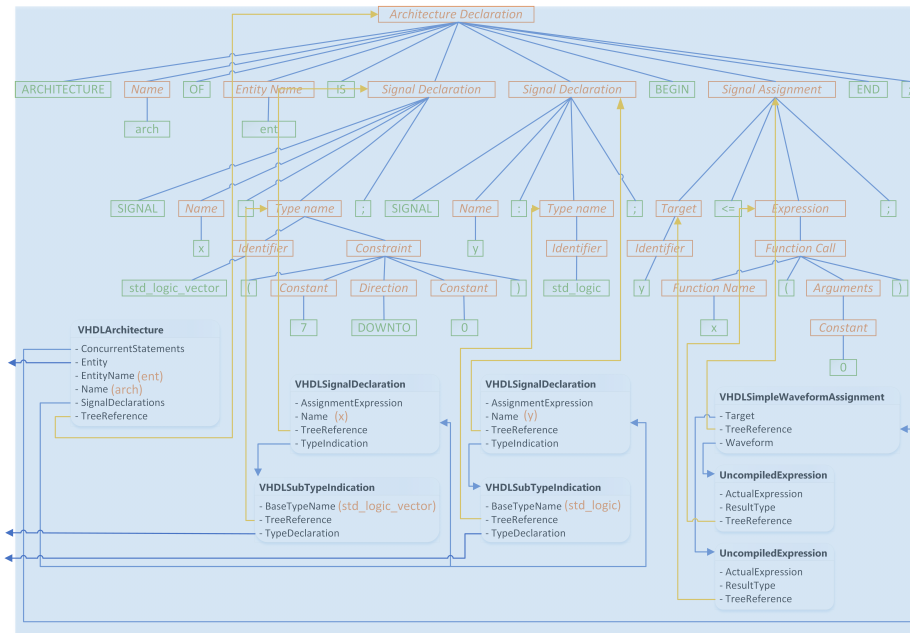 Architecture Declaration
ARCHITECTURE Name OF Entity Name IS Signal Declaration Signal Declaration BEGIN Signal Assignment END ;
arch ent
SIGNAL Name : Type name ; SIGNAL Name : Type name ; Target <= Expression ;
x Identifier Constraint y Identifier Identifier Function Call
std_logic_vector ( Constant Direction Constant ) std_logic y Function Name ( Arguments )
7 DOWNTO 0 x Constant
0
VHDLArchitecture
- ConcurrentStatements
- Entity
- EntityName (ent)
- Name (arch)
- SignalDeclarations
- TreeReference
VHDLSignalDeclaration
- AssignmentExpression
- Name (x)
- TreeReference
- TypeIndication
VHDLSignalDeclaration
- AssignmentExpression
- Name (y)
- TreeReference
- TypeIndication
VHDLSimpleWaveformAssignment
- Target
- TreeReference
- Waveform
VHDLSubTypeIndication
- BaseTypeName (std_logic_vector)
- TreeReference
- TypeDeclaration
VHDLSubTypeIndication
- BaseTypeName (std_logic)
- TreeReference
- TypeDeclaration
UncompiledExpression
- ActualExpression
- ResultType
- TreeReference
UncompiledExpression
- ActualExpression
- ResultType
- TreeReference